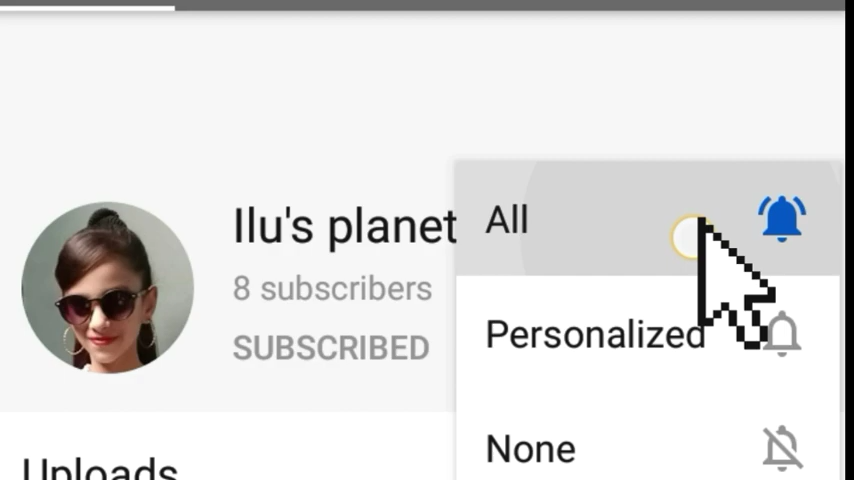 Ilu's planet
8 subscribers
SUBSCRIBED
All
Personalized
None
Uploads